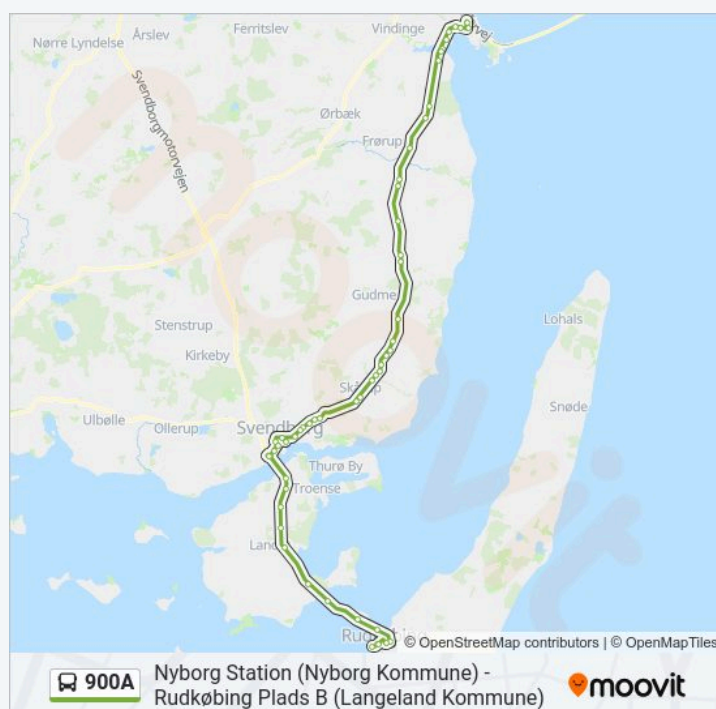 Nørre Lyndelse
Årslev
Ferritslev
Vindinge
Svendborgmotorvejen
Ørbæk
Frørup
Gudme
Stenstrup
Kirkeby
Lohals
Snøde
Ulbølle
Ollerup
Svendborg
Thurø By
Troense
© OpenStreetMap contributors | © OpenMapTiles
900A
Nyborg Station (Nyborg Kommune) -
Rudkøbing Plads B (Langeland Kommune)
moovit